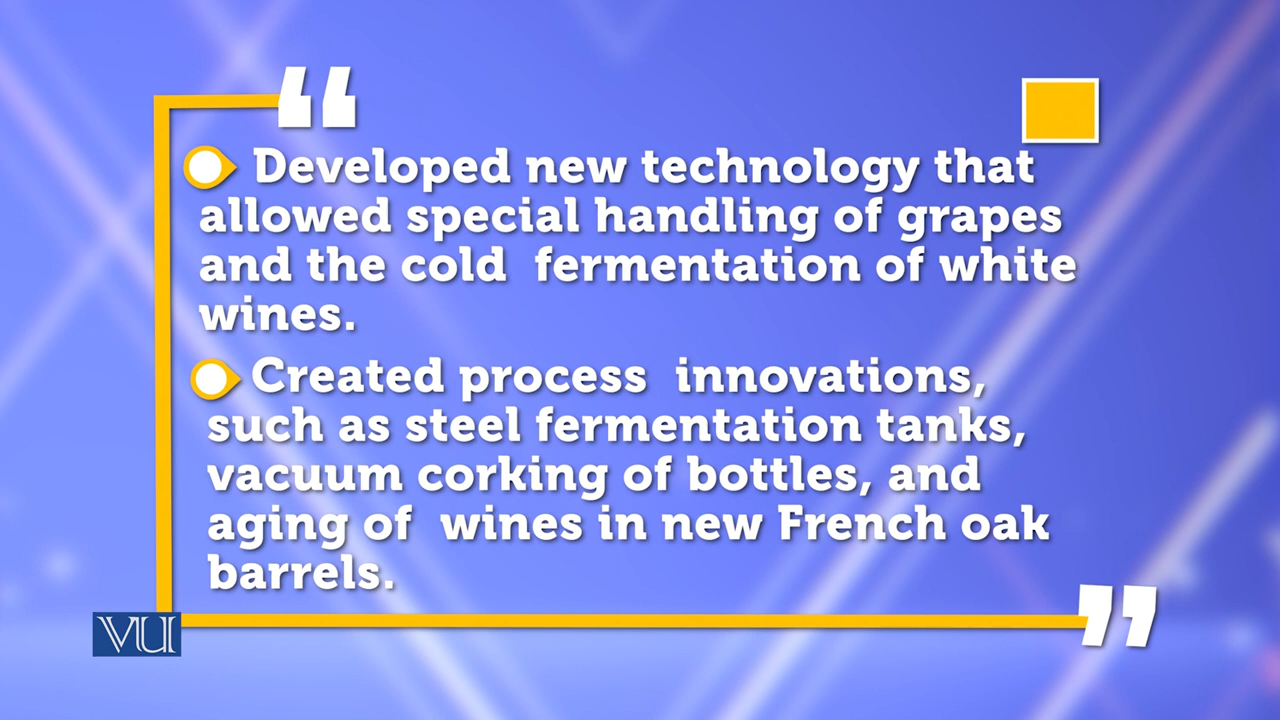 “
Developed new technology that
allowed special handling of grapes
and the cold fermentation of white
wines.
Created process innovations,
such as steel fermentation tanks,
vacuum corking of bottles, and
aging of wines in new French oak
barrels.
”
VU